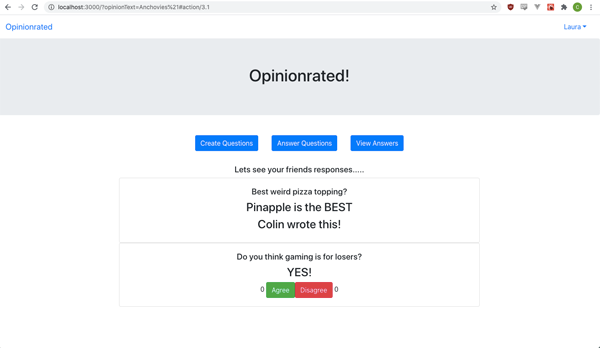 localhost:3000/?opinionText=Anchovies%21#action/3.1
Opinionrated
Laura
Opinionrated!
Create Questions
Answer Questions
View Answers
Lets see your friends responses.....
Best weird pizza topping?
Pinapple is the BEST
Colin wrote this!
Do you think gaming is for losers?
YES!
0 Agree Disagree 0